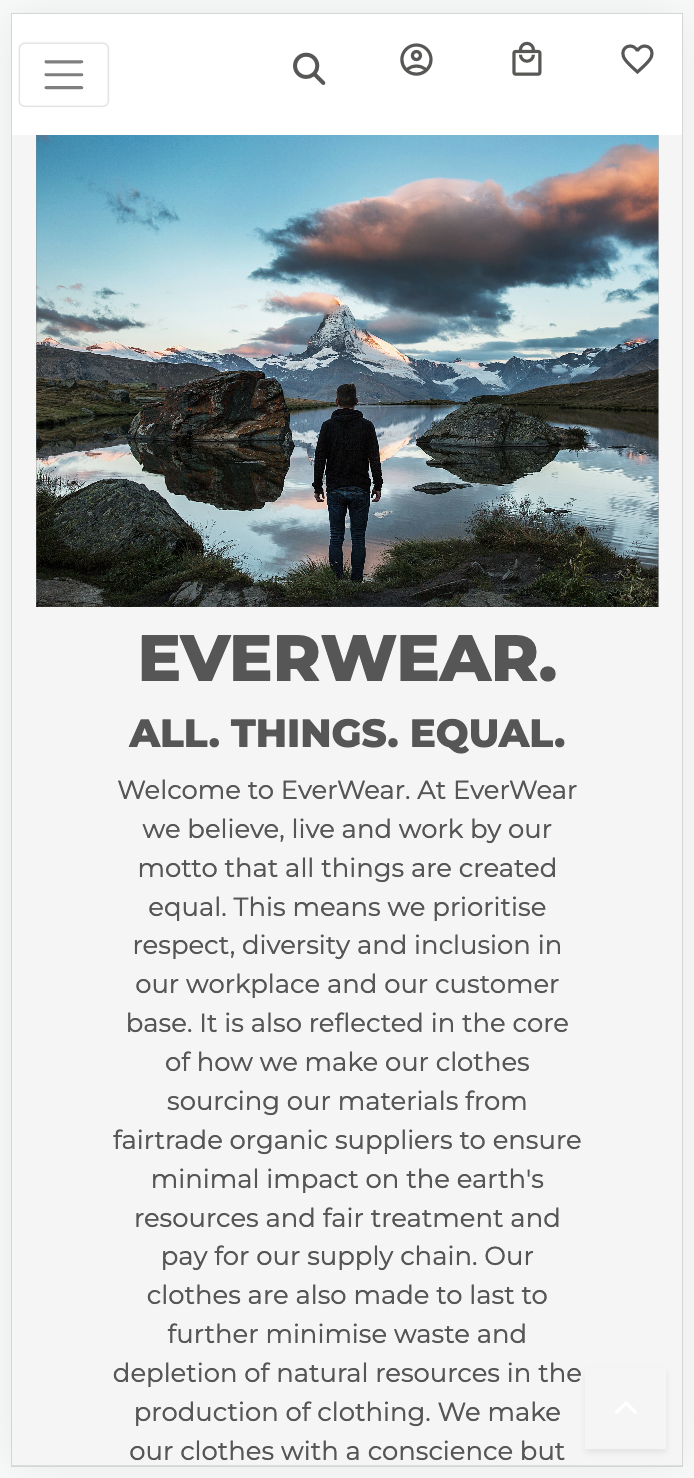 EVERWEAR.
ALL. THINGS. EQUAL.
Welcome to EverWear. At EverWear
we believe, live and work by our
motto that all things are created
equal. This means we prioritise
respect, diversity and inclusion in
our workplace and our customer
base. It is also reflected in the core
of how we make our clothes
sourcing our materials from
fairtrade organic suppliers to ensure
minimal impact on the earth's
resources and fair treatment and
pay for our supply chain. Our
clothes are also made to last to
further minimise waste and
depletion of natural resources in the
production of clothing. We make
our clothes with a conscience but